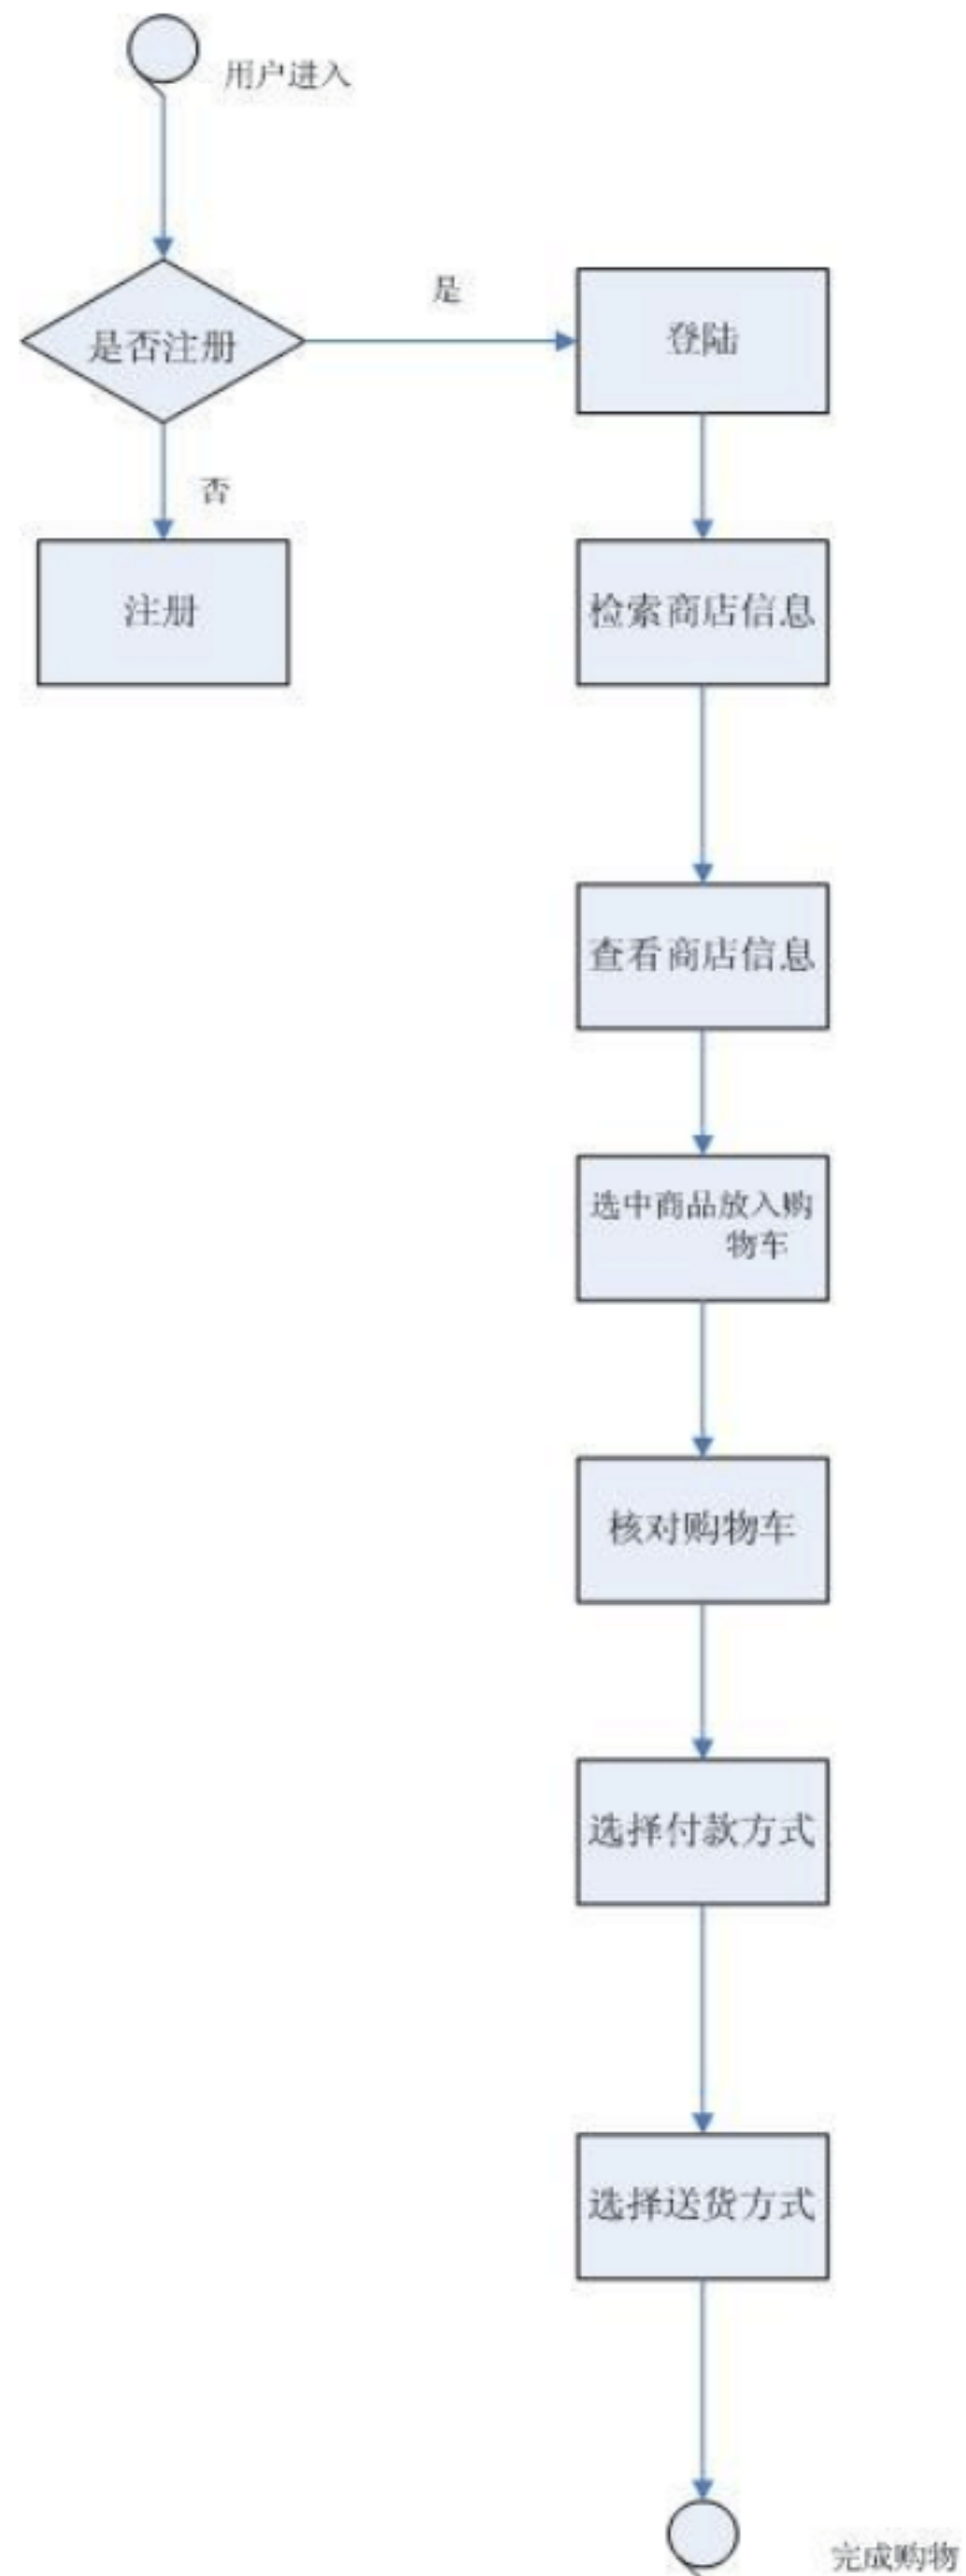 用户进入
是否注册
是
登陆
否
注册
检索商店信息
查看商店信息
选中商品放入购
物车
核对购物车
选择付款方式
选择送货方式
完成购物